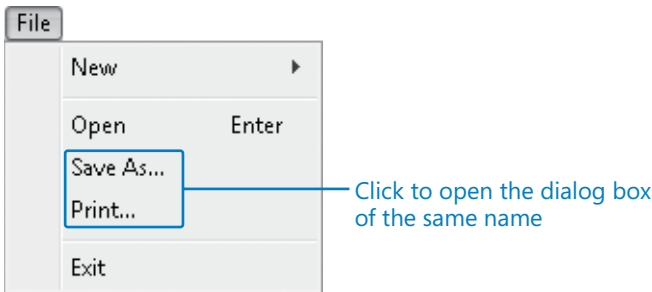 File
New
Open Enter
Save As...
Print...
Click to open the dialog box
of the same name
Exit